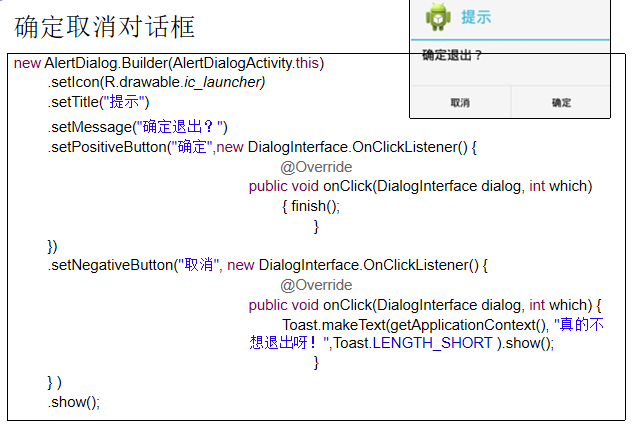 确定取消对话框
提示
确定退出？
取消 确定
new AlertDialog.Builder(AlertDialogActivity.this)
.setIcon(R.drawable.ic_launcher)
.setTitle("提示")
.setMessage("确定退出？")
.setPositiveButton("确定",new DialogInterface.OnClickListener() {
@Override
public void onClick(DialogInterface dialog, int which)
{ finish();
}
})
.setNegativeButton("取消", new DialogInterface.OnClickListener() {
@Override
public void onClick(DialogInterface dialog, int which) {
Toast.makeText(getApplicationContext(), "真的不
想退出呀！",Toast.LENGTH_SHORT ).show();
}
} )
.show();